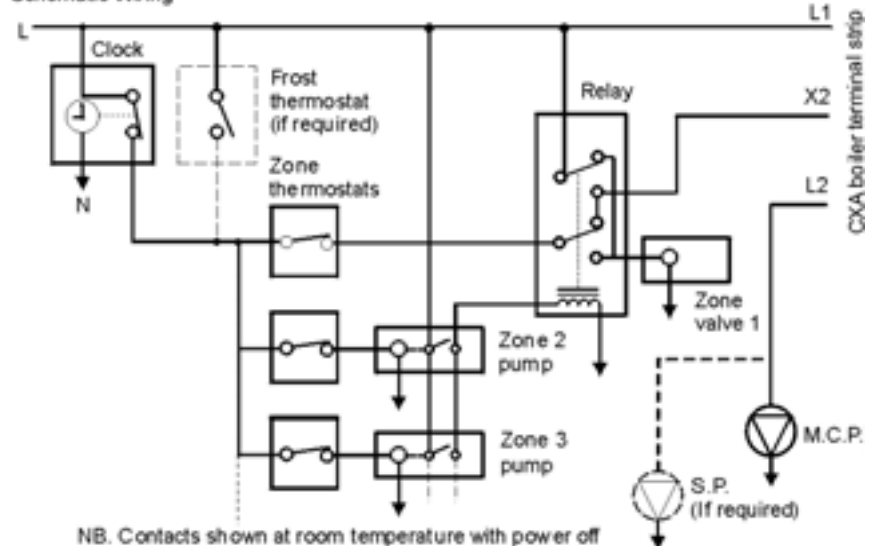 Schematic Wiring
L
L1
Clock
Frost
thermostat
(if required)
Relay
X2
N
Zone
thermostats
L2
CXA boiler terminal strip
Zone
valve 1
Zone 2
pump
Zone 3
pump
M.C.P.
S.P.
(If required)
NB. Contacts shown at room temperature with power off